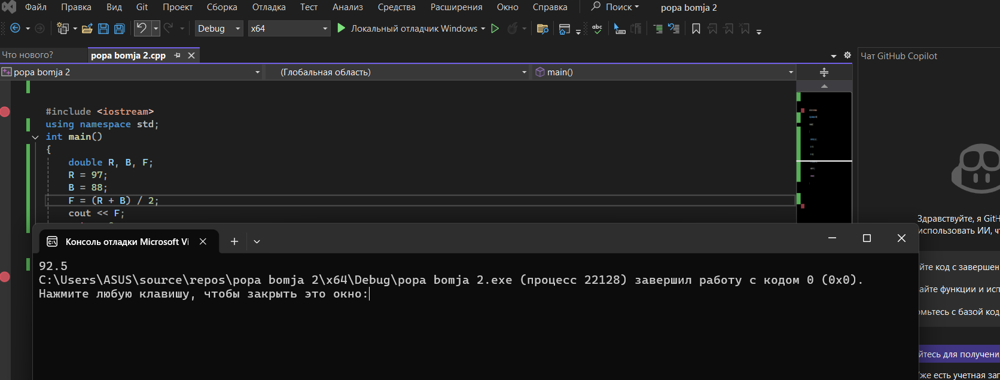 Файл Правка Вид Git Проект Сборка Отладка Тест Анализ Средства Расширения Окно Справка Поиск popa bomja 2
Debug x64 Локальный отладчик Windows abc
Что нового? popa bomja 2.cpp
Чат GitHub Copilot
popa bomja 2 (Глобальная область) main()
#include <iostream>
using namespace std;
int main()
{
double R, B, F;
R = 97;
B = 88;
F = (R + B) / 2;
cout << F;
Здравствуйте, я GitH
использовать ИИ, чт
Консоль отладки Microsoft Vi
92.5
C:\Users\ASUS\source\repos\popa bomja 2\x64\Debug\popa bomja 2.exe (процесс 22128) завершил работу с кодом 0 (0x0).
Нажмите любую клавишу, чтобы закрыть это окно:
йте код с завершен
айте функции и исп
омьтесь с базой код
йтесь для получени
же есть учетная зап